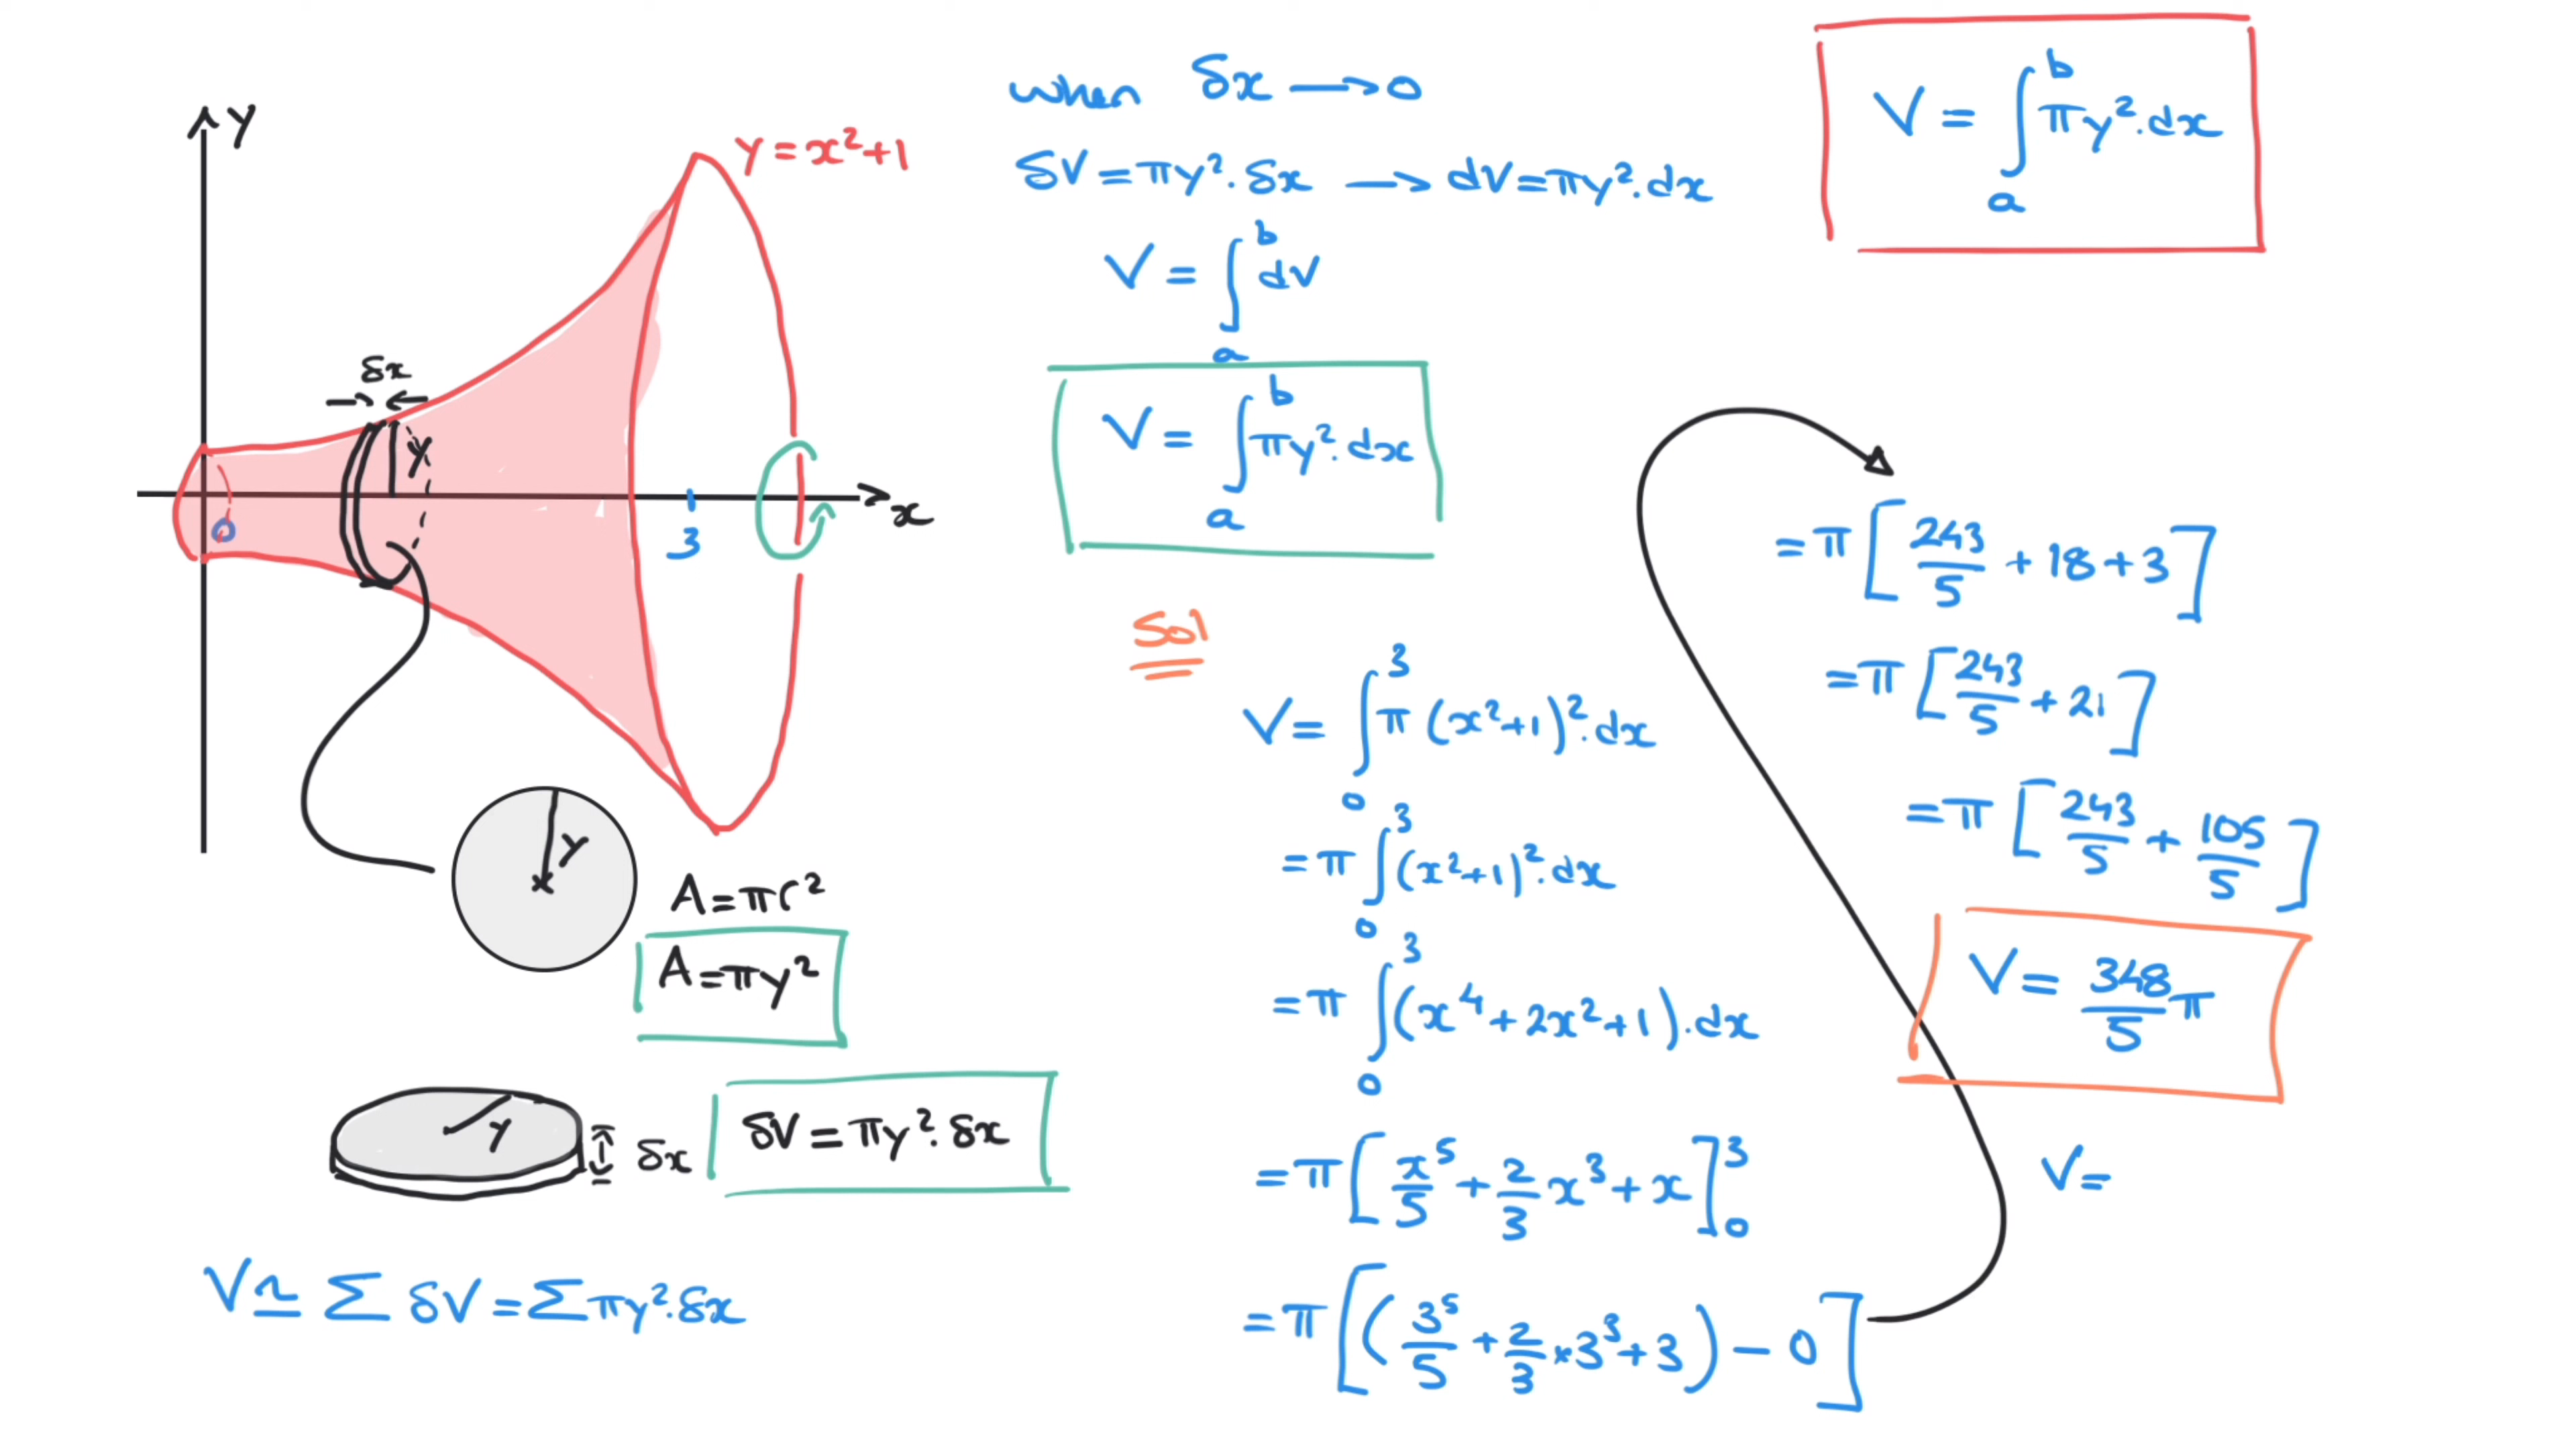 y
y = x²+1
δx
y
0
3
x
y
A = πr²
A = πy²
y
δx
δV = πy². δx
V ≃ Σ δV = Σ πy². δx
when δx → 0
δV = πy². δx → dV = πy². dx
V = ∫ₐᵇ dV
V = ∫ₐᵇ πy². dx
Sol
V = ∫₀³ π (x²+1)². dx
= π ∫₀³ (x²+1)². dx
= π ∫₀³ (x⁴ + 2x² + 1). dx
= π [ x⁵/5 + 2/3 x³ + x ]₀³
= π [ ( 3⁵/5 + 2/3 × 3³ + 3 ) − 0 ]
V = ∫ₐᵇ πy². dx
= π [ 243/5 + 18 + 3 ]
= π [ 243/5 + 21 ]
= π [ 243/5 + 105/5 ]
V = 348/5 π
V =